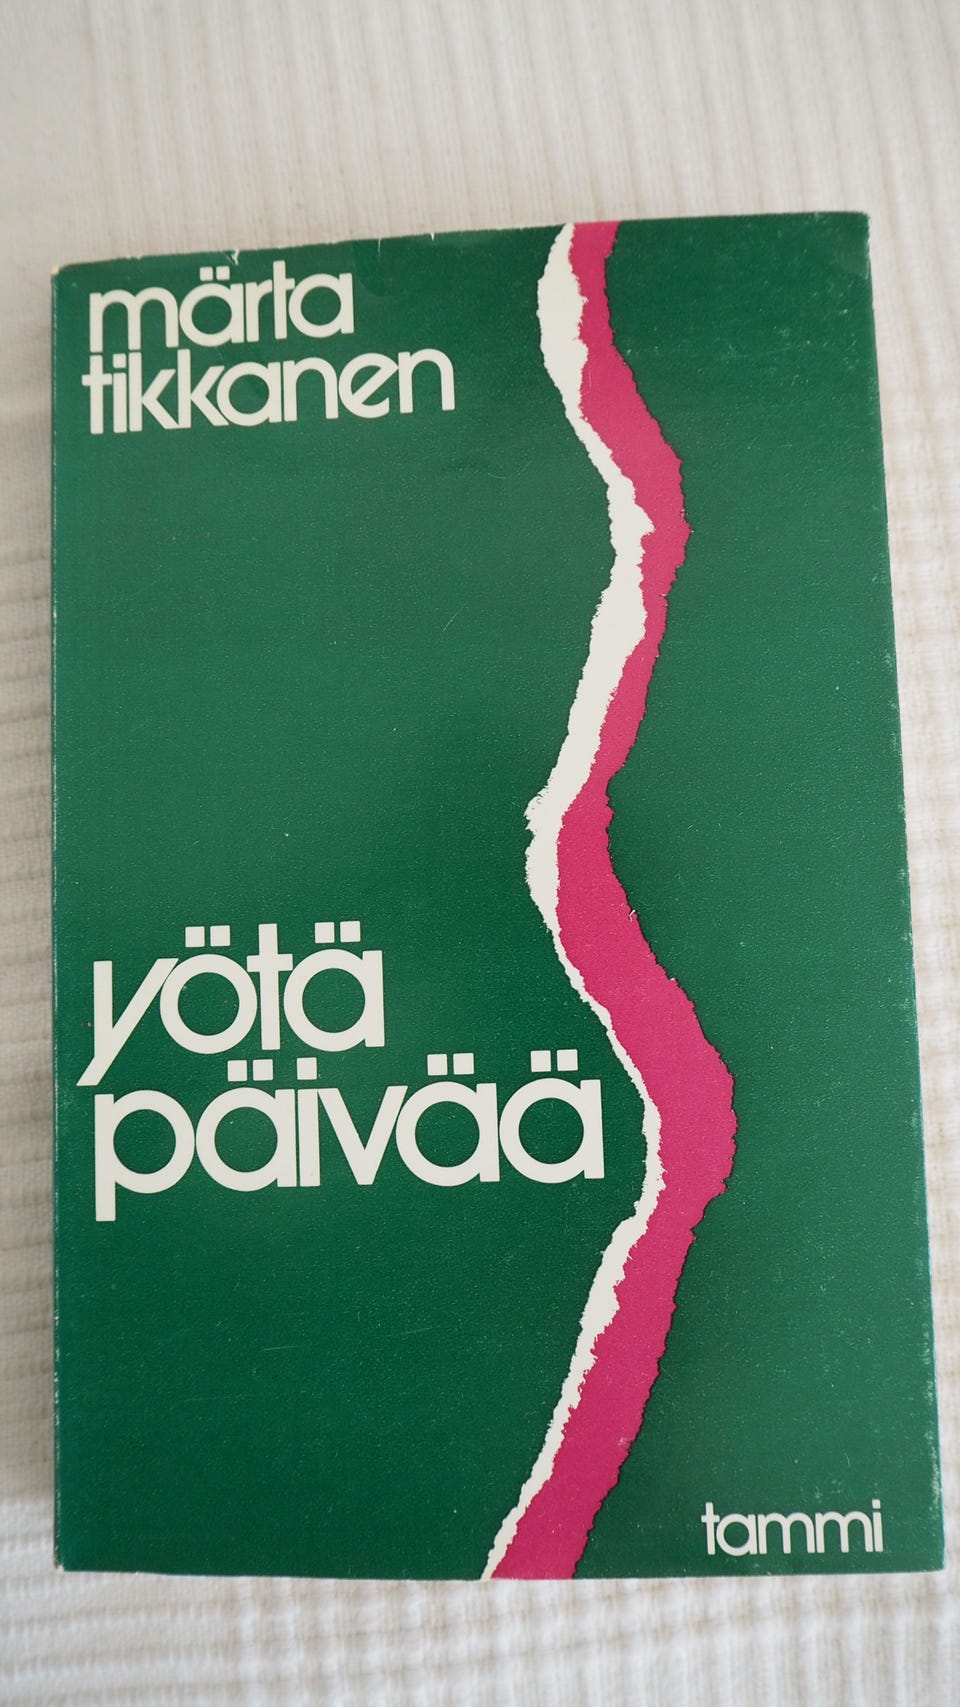 märta
tikkanen
yötä
päivää
tammi